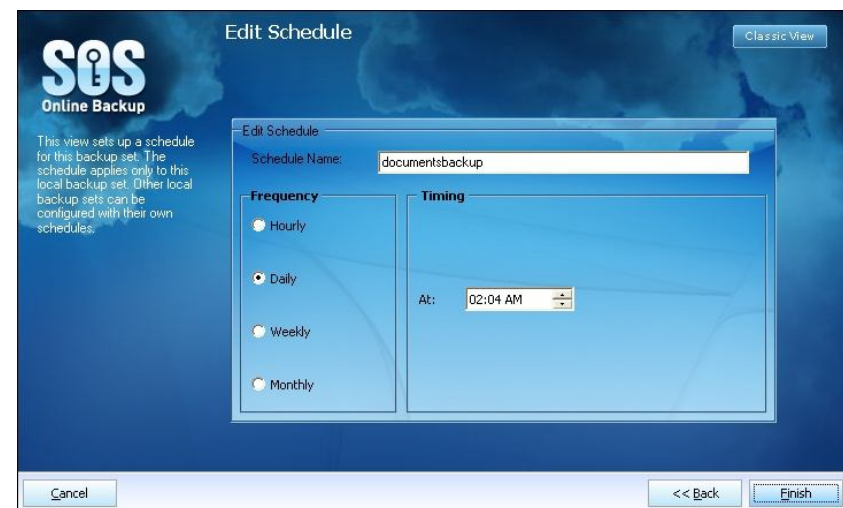 Edit Schedule
Classic View
SOS
Online Backup
This view sets up a schedule
for this backup set. The
schedule applies only to this
local backup set. Other local
backup sets can be
configured with their own
schedules.
Edit Schedule
Schedule Name:
documentsbackup
Frequency
Hourly
Daily
Weekly
Monthly
Timing
At:
02:04 AM
Cancel
<< Back
Finish